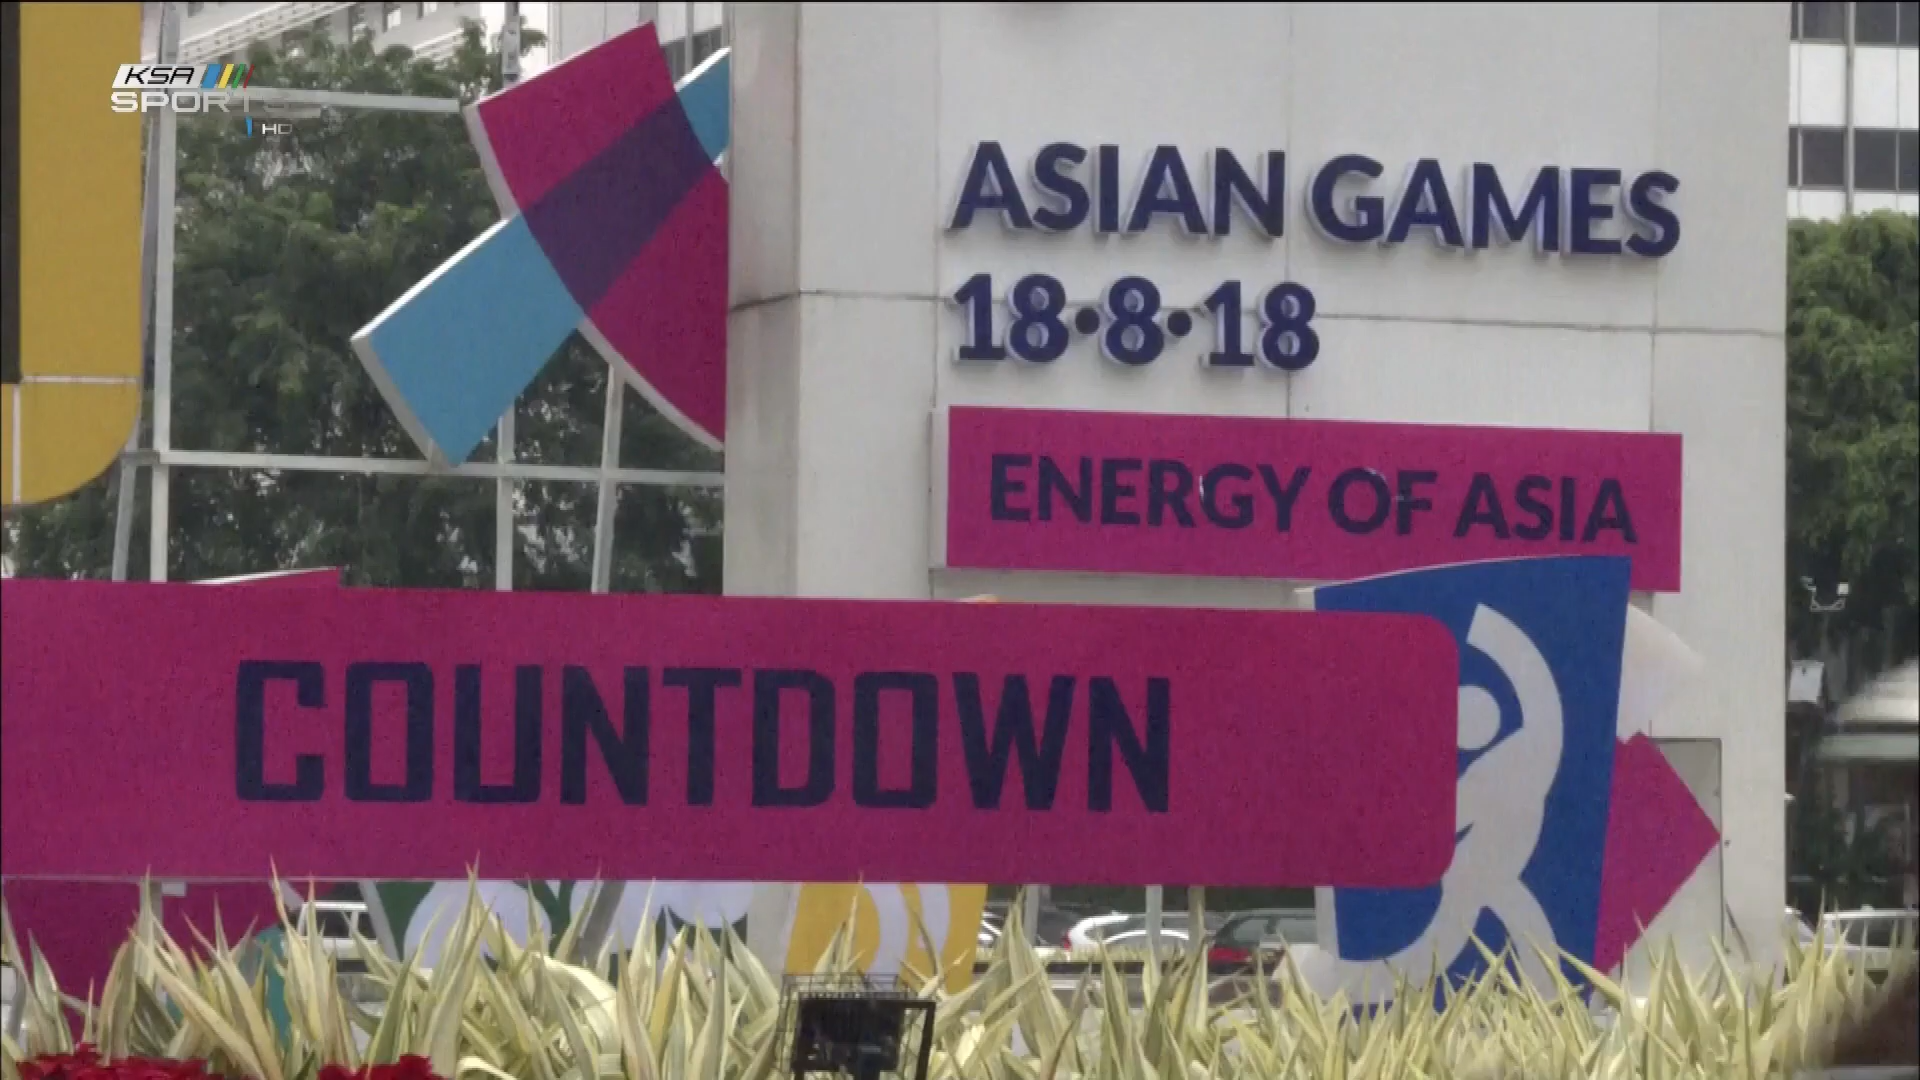 KSA
SPORTS
HD
ASIAN GAMES
18•8•18
ENERGY OF ASIA
COUNTDOWN